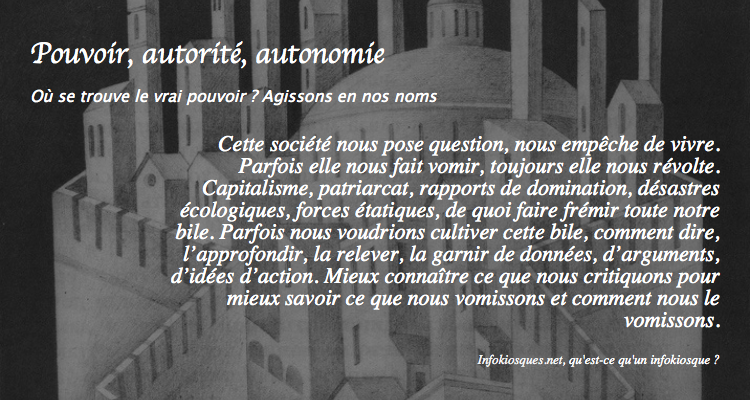 Pouvoir, autorité, autonomie
Où se trouve le vrai pouvoir ? Agissons en nos noms
Cette société nous pose question, nous empêche de vivre.
Parfois elle nous fait vomir, toujours elle nous révolte.
Capitalisme, patriarcat, rapports de domination, désastres
écologiques, forces étatiques, de quoi faire frémir toute notre
bile. Parfois nous voudrions cultiver cette bile, comment dire,
l’approfondir, la relever, la garnir de données, d’arguments,
d’idées d’action. Mieux connaître ce que nous critiquons pour
mieux savoir ce que nous vomissons et comment nous le
vomissons.
Infokiosques.net, qu'est-ce qu'un infokiosque ?